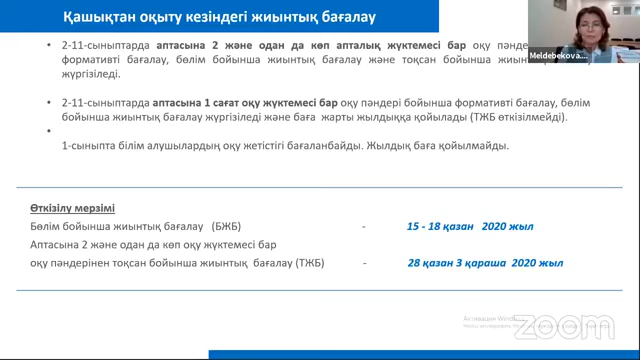 Қашықтан оқыту кезіндегі жиынтық бағалау
Meldebekova....
• 2-11-сыныптарда аптасына 2 және одан да көп апталық жүктемесі бар оқу
формативті бағалау, бөлім бойынша жиынтық бағалау және тоқсан бойынша
жүргізіледі.
• 2-11-сыныптарда аптасына 1 сағат оқу жүктемесі бар оқу пәндері бойынша формативті бағалау, бөлім
бойынша жиынтық бағалау жүргізіледі және баға жарты жылдыққа қойылады (ТЖБ өткізілмейді).
•
1-сыныпта білім алушылардың оқу жетістігі бағаланбайды. Жылдық баға қойылмайды.
Өткізілу мерзімі
Бөлім бойынша жиынтық бағалау (БЖБ) - 15 - 18 қазан 2020 жыл
Аптасына 2 және одан да көп оқу жүктемесі бар
оқу пәндерінен тоқсан бойынша жиынтық бағалау (ТЖБ) - 28 қазан 3 қараша 2020 жыл
Активация Windows
zoom